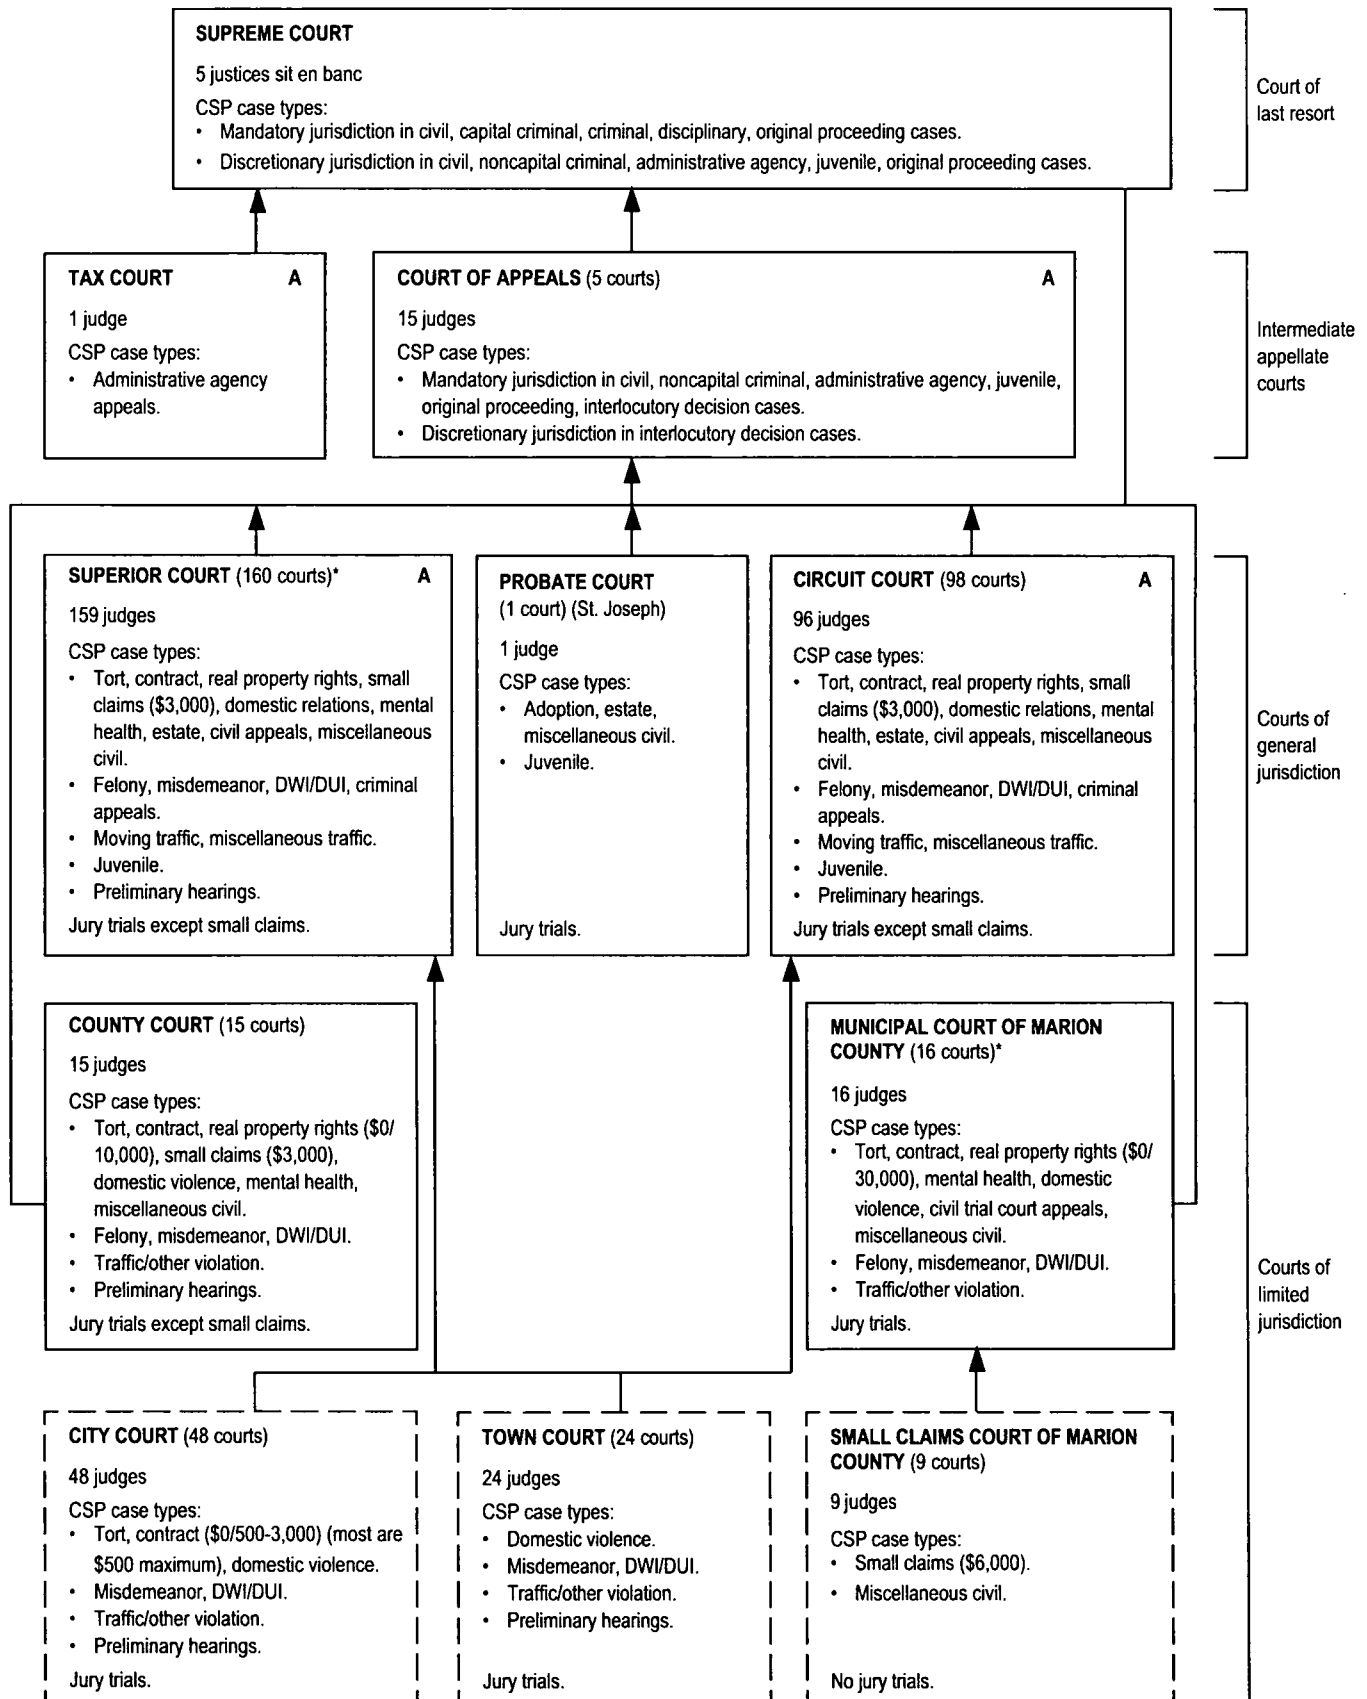 SUPREME COURT
5 justices sit en banc
CSP case types:
• Mandatory jurisdiction in civil, capital criminal, criminal, disciplinary, original proceeding cases.
• Discretionary jurisdiction in civil, noncapital criminal, administrative agency, juvenile, original proceeding cases.
Court of
last resort
TAX COURT A
1 judge
CSP case types:
• Administrative agency
appeals.
COURT OF APPEALS (5 courts) A
15 judges
CSP case types:
• Mandatory jurisdiction in civil, noncapital criminal, administrative agency, juvenile,
original proceeding, interlocutory decision cases.
• Discretionary jurisdiction in interlocutory decision cases.
Intermediate
appellate
courts
SUPERIOR COURT (160 courts)* A
159 judges
CSP case types:
• Tort, contract, real property rights, small
claims ($3,000), domestic relations, mental
health, estate, civil appeals, miscellaneous
civil.
• Felony, misdemeanor, DWI/DUI, criminal
appeals.
• Moving traffic, miscellaneous traffic.
• Juvenile.
• Preliminary hearings.
Jury trials except small claims.
PROBATE COURT
(1 court) (St. Joseph)
1 judge
CSP case types:
• Adoption, estate,
miscellaneous civil.
• Juvenile.
Jury trials.
CIRCUIT COURT (98 courts) A
96 judges
CSP case types:
• Tort, contract, real property rights, small
claims ($3,000), domestic relations, mental
health, estate, civil appeals, miscellaneous
civil.
• Felony, misdemeanor, DWI/DUI, criminal
appeals.
• Moving traffic, miscellaneous traffic.
• Juvenile.
• Preliminary hearings.
Jury trials except small claims.
Courts of
general
jurisdiction
COUNTY COURT (15 courts)
15 judges
CSP case types:
• Tort, contract, real property rights ($0/
10,000), small claims ($3,000),
domestic violence, mental health,
miscellaneous civil.
• Felony, misdemeanor, DWI/DUI.
• Traffic/other violation.
• Preliminary hearings.
Jury trials except small claims.
MUNICIPAL COURT OF MARION
COUNTY (16 courts)*
16 judges
CSP case types:
• Tort, contract, real property rights ($0/
30,000), mental health, domestic
violence, civil trial court appeals,
miscellaneous civil.
• Felony, misdemeanor, DWI/DUI.
• Traffic/other violation.
Jury trials.
Courts of
limited
jurisdiction
CITY COURT (48 courts)
48 judges
CSP case types:
• Tort, contract ($0/500-3,000) (most are
$500 maximum), domestic violence.
• Misdemeanor, DWI/DUI.
• Traffic/other violation.
• Preliminary hearings.
Jury trials.
TOWN COURT (24 courts)
24 judges
CSP case types:
• Domestic violence.
• Misdemeanor, DWI/DUI.
• Traffic/other violation.
• Preliminary hearings.
Jury trials.
SMALL CLAIMS COURT OF MARION
COUNTY (9 courts)
9 judges
CSP case types:
• Small claims ($6,000).
• Miscellaneous civil.
No jury trials.